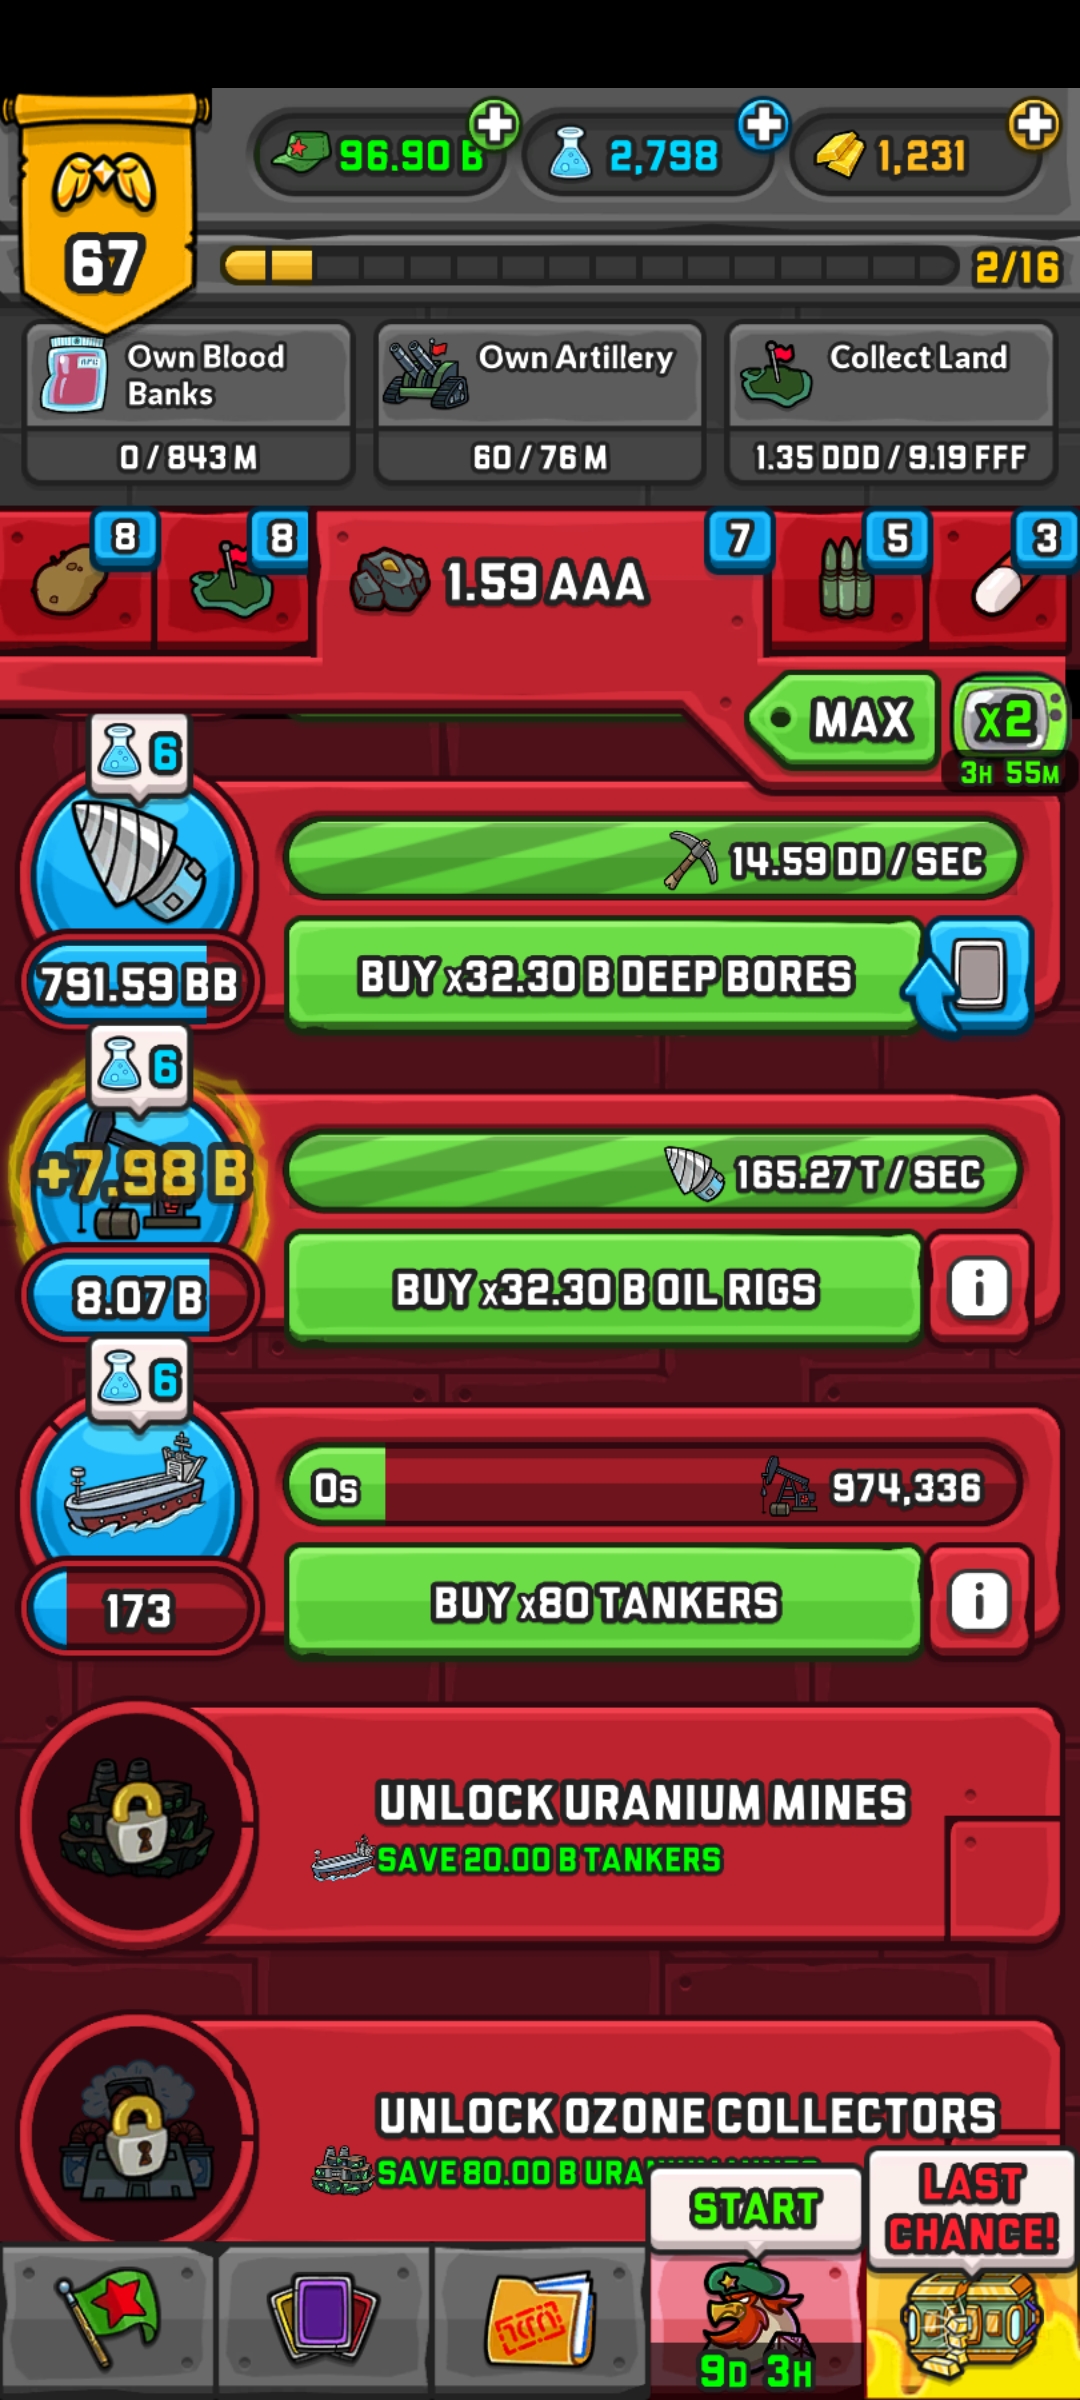 96.90 B
2,798
1,231
67
2/16
Own Blood Banks
0 / 843 M
Own Artillery
60 / 76 M
Collect Land
1.35 DDD / 9.19 FFF
8
8
1.59 AAA
7
5
3
MAX
x2
3H 55M
6
14.59 DD / SEC
791.59 BB
BUY x32.30 B DEEP BORES
6
+7.98 B
165.27 T / SEC
8.07 B
BUY x32.30 B OIL RIGS
i
6
0s
974,336
173
BUY x80 TANKERS
i
UNLOCK URANIUM MINES
SAVE 20.00 B TANKERS
UNLOCK OZONE COLLECTORS
SAVE 80.00 B URANIUM MINES
START
LAST
CHANCE!
9D 3H